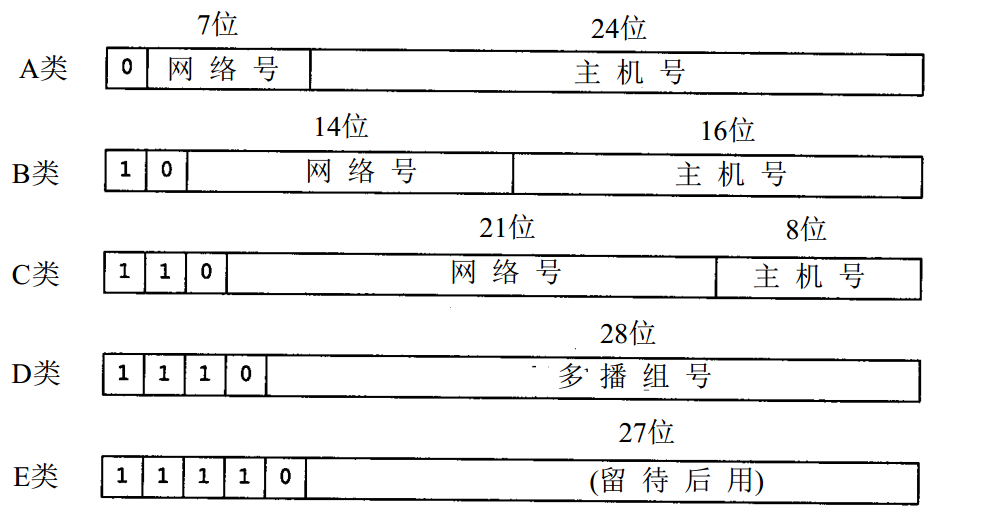 7位 24位
A类 0 网 络 号 主 机 号
14位 16位
B类 1 0 网 络 号 主 机 号
21位 8位
C类 1 1 0 网 络 号 主 机 号
28位
D类 1 1 1 0 多 播 组 号
27位
E类 1 1 1 1 0 (留 待 后 用)